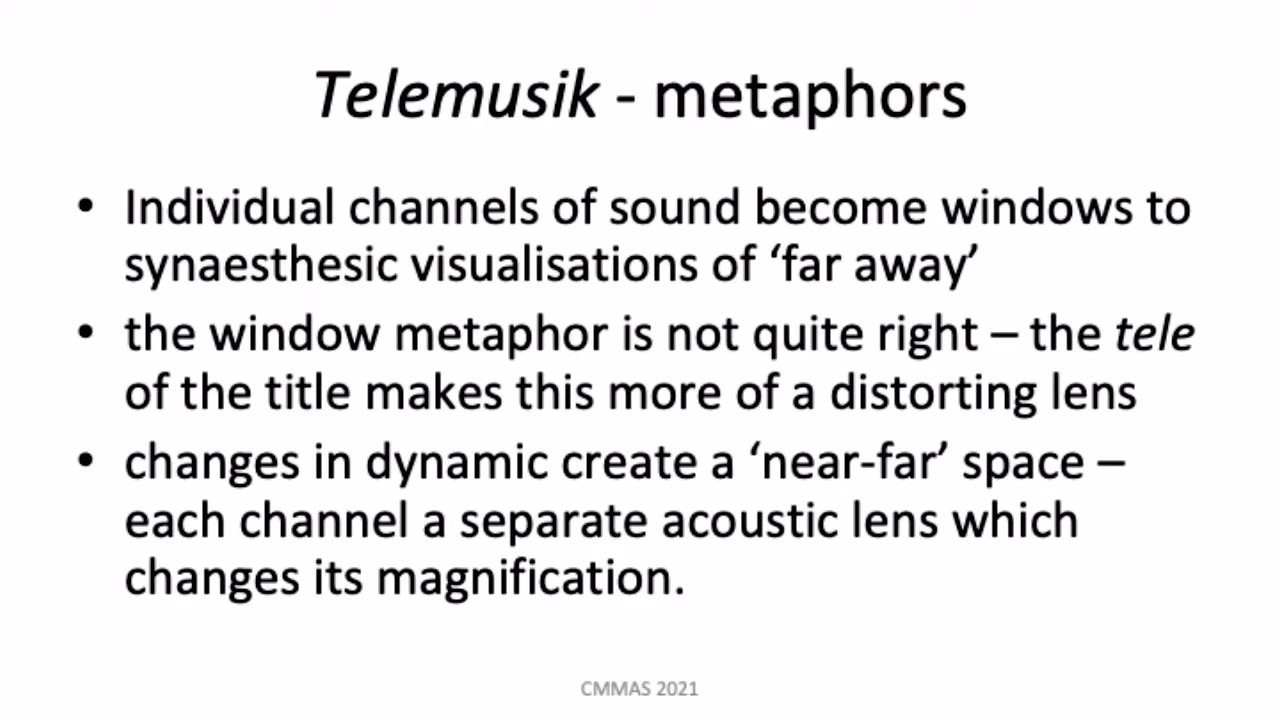 Telemusik - metaphors
• Individual channels of sound become windows to
synaesthesic visualisations of ‘far away’
• the window metaphor is not quite right – the tele
of the title makes this more of a distorting lens
• changes in dynamic create a ‘near-far’ space –
each channel a separate acoustic lens which
changes its magnification.
CMMAS 2021